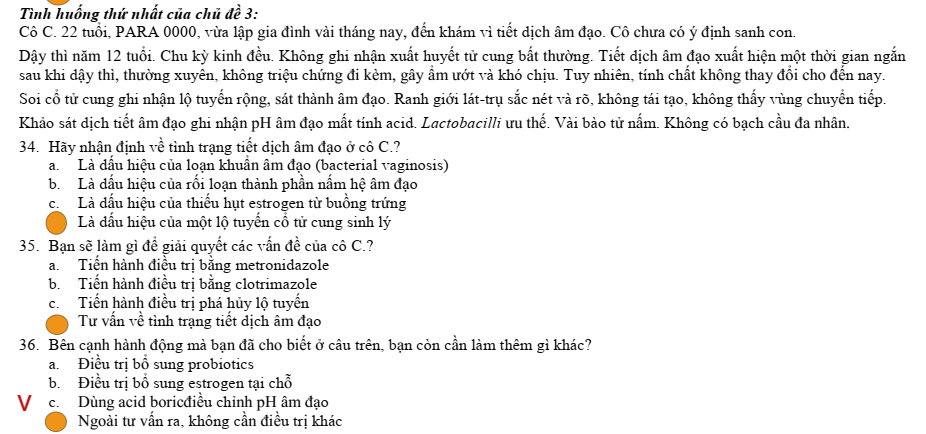 Tình huống thứ nhất của chủ đề 3:
Cô C. 22 tuổi, PARA 0000, vừa lập gia đình vài tháng nay, đến khám vì tiết dịch âm đạo. Cô chưa có ý định sanh con.
Dậy thì năm 12 tuổi. Chu kỳ kinh đều. Không ghi nhận xuất huyết tử cung bất thường. Tiết dịch âm đạo xuất hiện một thời gian ngắn
sau khi dậy thì, thường xuyên, không triệu chứng đi kèm, gây ẩm ướt và khó chịu. Tuy nhiên, tính chất không thay đổi cho đến nay.
Soi cổ tử cung ghi nhận lộ tuyến rộng, sát thành âm đạo. Ranh giới lát-trụ sắc nét và rõ, không tái tạo, không thấy vùng chuyển tiếp.
Khảo sát dịch tiết âm đạo ghi nhận pH âm đạo mất tính acid. Lactobacilli ưu thế. Vài bào tử nấm. Không có bạch cầu đa nhân.
34. Hãy nhận định về tình trạng tiết dịch âm đạo ở cô C.?
a. Là dấu hiệu của loạn khuẩn âm đạo (bacterial vaginosis)
b. Là dấu hiệu của rối loạn thành phần nấm hệ âm đạo
c. Là dấu hiệu của thiếu hụt estrogen từ buồng trứng
Là dấu hiệu của một lộ tuyến cổ tử cung sinh lý
35. Bạn sẽ làm gì để giải quyết các vấn đề của cô C.?
a. Tiến hành điều trị bằng metronidazole
b. Tiến hành điều trị bằng clotrimazole
c. Tiến hành điều trị phá hủy lộ tuyến
Tư vấn về tình trạng tiết dịch âm đạo
36. Bên cạnh hành động mà bạn đã cho biết ở câu trên, bạn còn cần làm thêm gì khác?
a. Điều trị bổ sung probiotics
b. Điều trị bổ sung estrogen tại chỗ
V c. Dùng acid boricđiều chỉnh pH âm đạo
Ngoài tư vấn ra, không cần điều trị khác